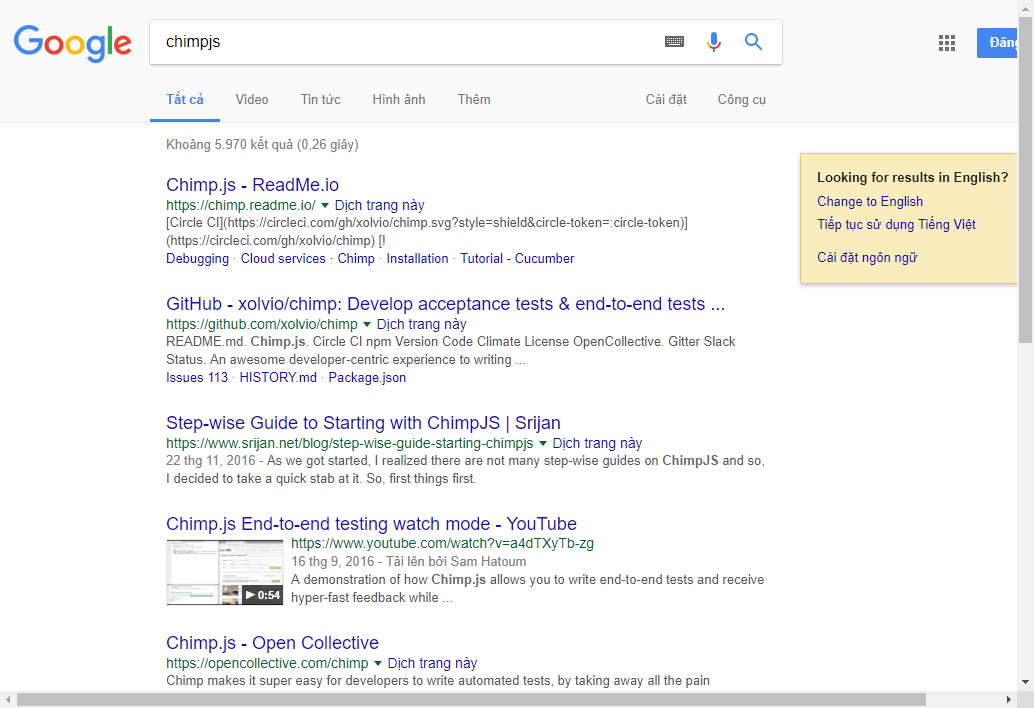 Google
chimpjs
Đăng
Tất cả Video Tin tức Hình ảnh Thêm Cài đặt Công cụ
Khoảng 5.970 kết quả (0,26 giây)
Looking for results in English?
Change to English
Tiếp tục sử dụng Tiếng Việt
Cài đặt ngôn ngữ
Chimp.js - ReadMe.io
https://chimp.readme.io/ Dịch trang này
[Circle CI](https://circleci.com/gh/xolvio/chimp.svg?style=shield&circle-token=:circle-token)]
(https://circleci.com/gh/xolvio/chimp) [!
Debugging · Cloud services · Chimp · Installation · Tutorial - Cucumber
GitHub - xolvio/chimp: Develop acceptance tests & end-to-end tests ...
https://github.com/xolvio/chimp Dịch trang này
README.md. Chimp.js. Circle CI npm Version Code Climate License OpenCollective. Gitter Slack
Status. An awesome developer-centric experience to writing ...
Issues 113 · HISTORY.md · Package.json
Step-wise Guide to Starting with ChimpJS | Srijan
https://www.srijan.net/blog/step-wise-guide-starting-chimpjs Dịch trang này
22 thg 11, 2016 - As we got started, I realized there are not many step-wise guides on ChimpJS and so,
I decided to take a quick stab at it. So, first things first.
Chimp.js End-to-end testing watch mode - YouTube
https://www.youtube.com/watch?v=a4dTXyTb-zg
16 thg 9, 2016 - Tải lên bởi Sam Hatoum
A demonstration of how Chimp.js allows you to write end-to-end tests and receive
hyper-fast feedback while ...
0:54
Chimp.js - Open Collective
https://opencollective.com/chimp Dịch trang này
Chimp makes it super easy for developers to write automated tests, by taking away all the pain